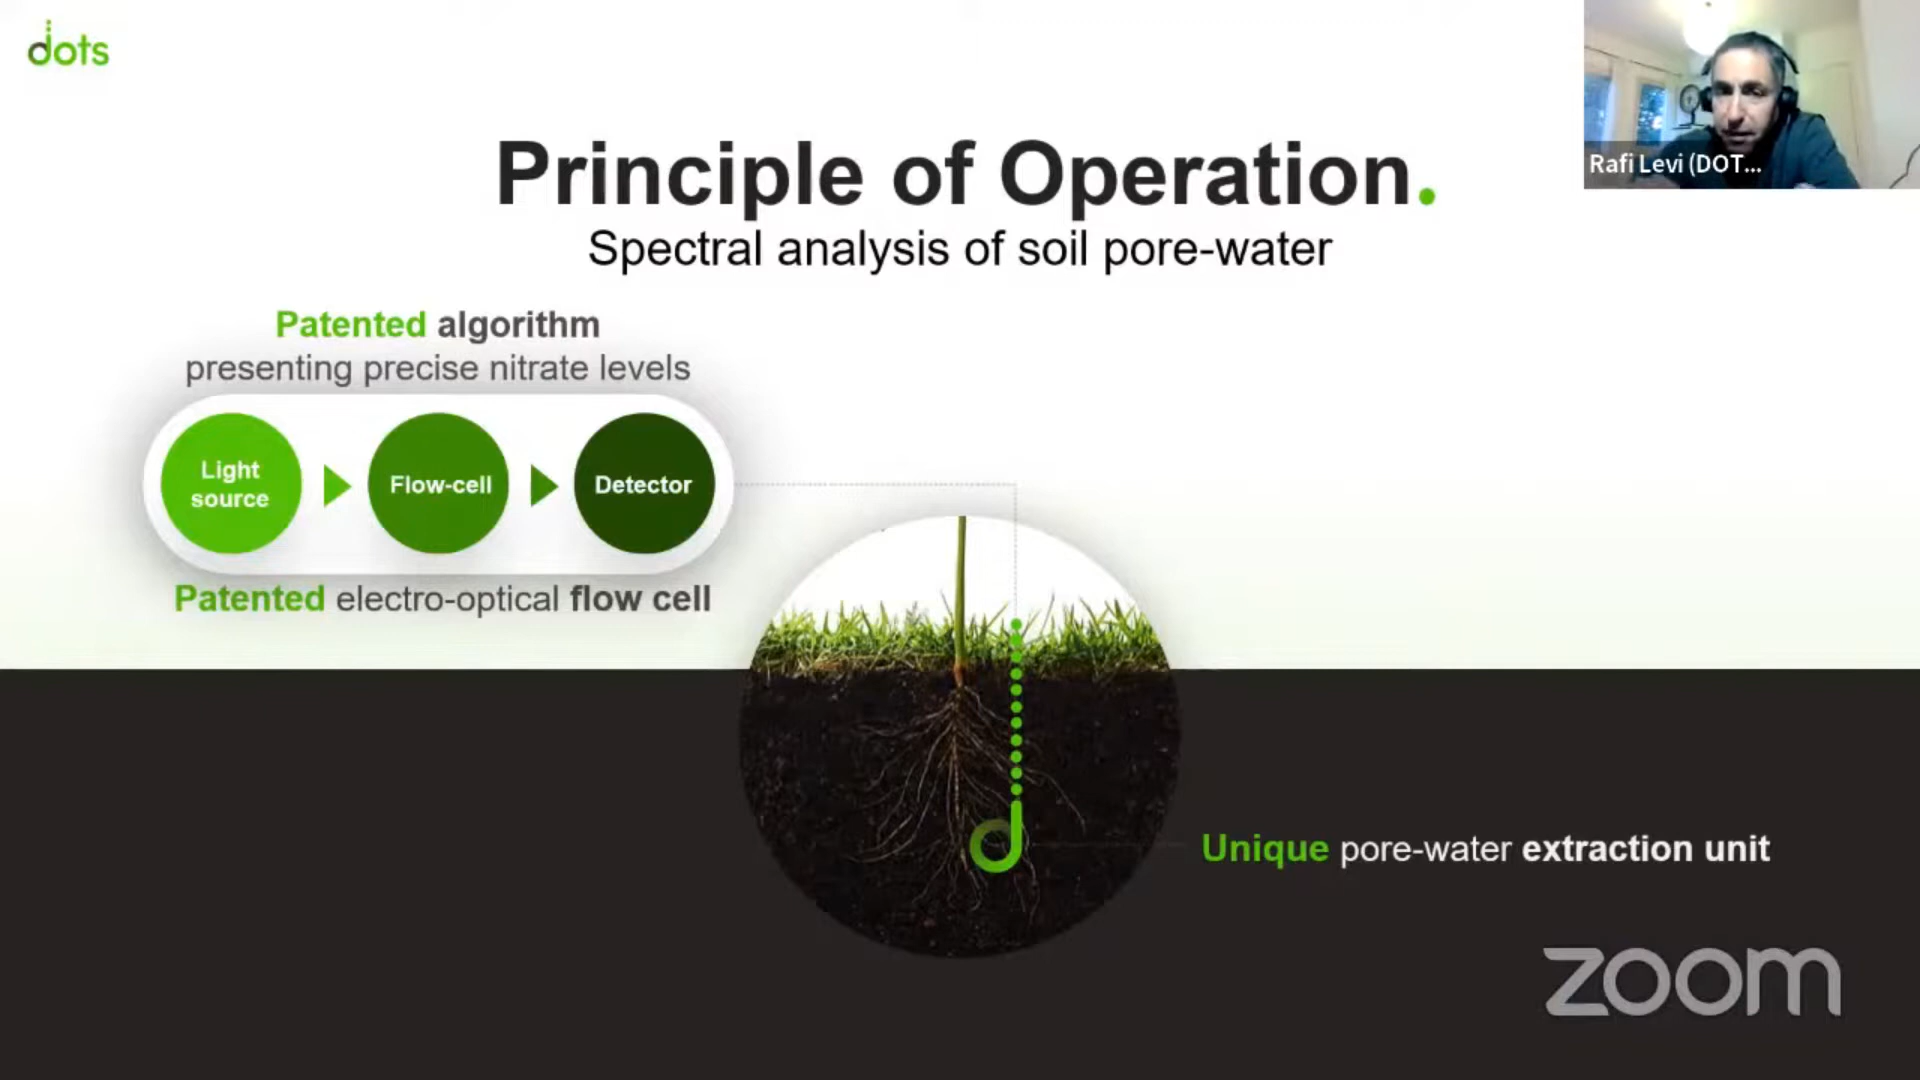 dots
Rafi Levi (DOT...
Principle of Operation.
Spectral analysis of soil pore-water
Patented algorithm
presenting precise nitrate levels
Light
source
Flow-cell
Detector
Patented electro-optical flow cell
Unique pore-water extraction unit
zoom